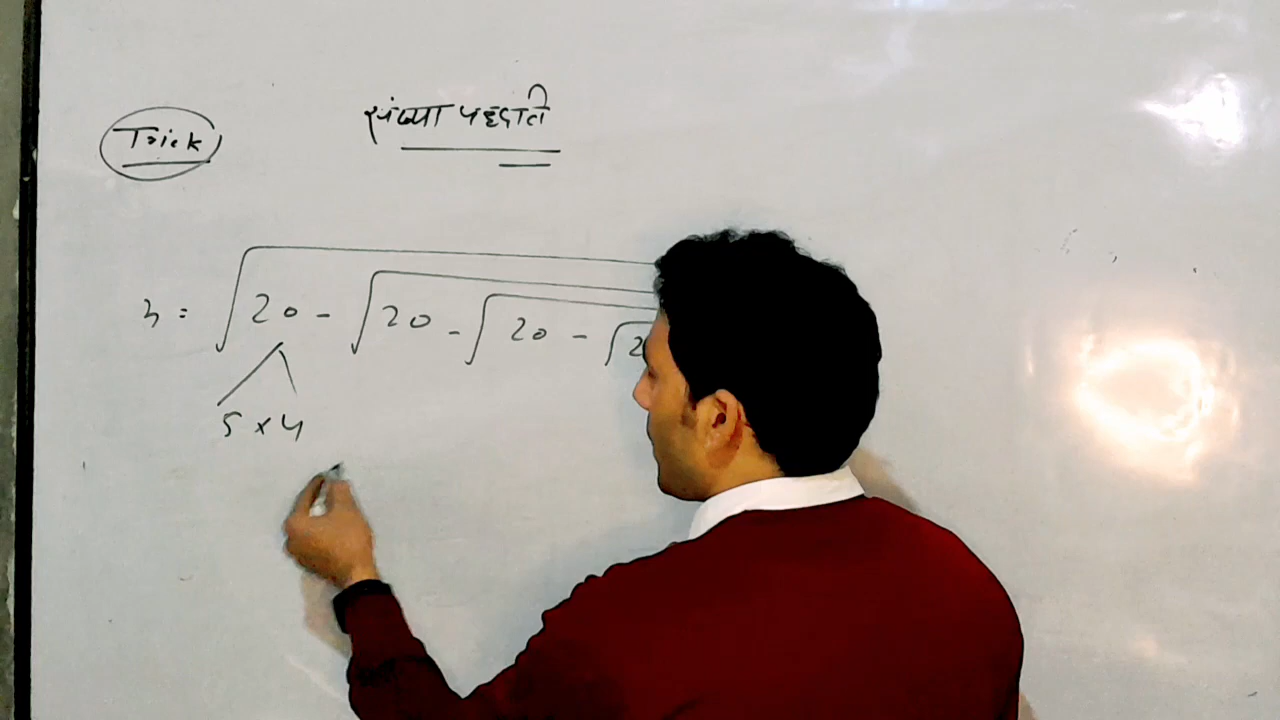 Trick
संख्या पद्धति
n = √20 - √20 - √20 - √2
5 x 4